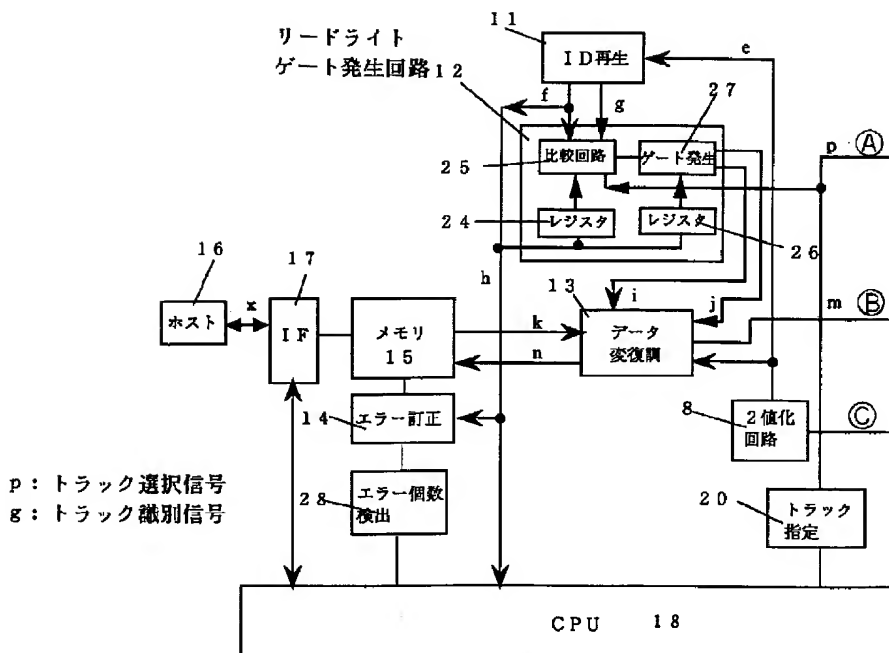 リードライト
ゲート発生回路12
11
ID再生
e
f
g
27
25
比較回路
ゲート発生
p Ⓐ
24
レジスタ
レジスタ
26
16
17
h
13
i
j
m Ⓑ
ホスト
x
IF
メモリ
15
k
n
データ
変復調
14
エラー訂正
8
2値化
回路
Ⓒ
p:トラック選択信号
g:トラック識別信号
28
エラー個数
検出
20
トラック
指定
CPU 18